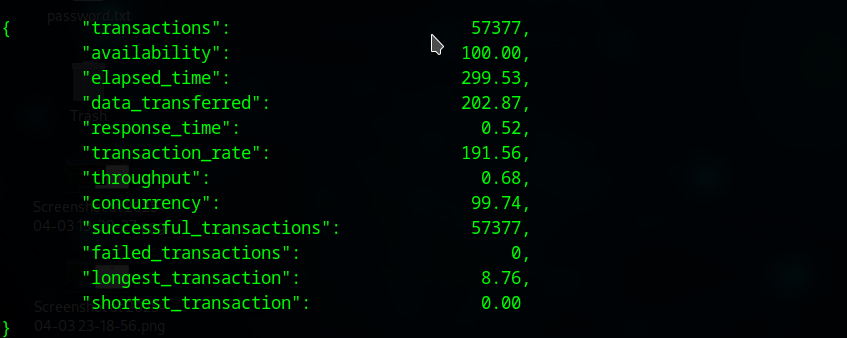 password.txt
{ "transactions": 57377,
"availability": 100.00,
"elapsed_time": 299.53,
"data_transferred": 202.87,
Trash
"response_time": 0.52,
"transaction_rate": 191.56,
"throughput": 0.68,
"concurrency": 99.74,
Screens
04-03
"successful_transactions": 57377,
"failed_transactions": 0,
"longest_transaction": 8.76,
"shortest_transaction": 0.00
Screens
04-03 23-18-56.png
}